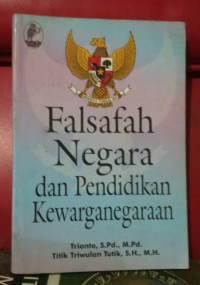 Falsafah
Negara
dan Pendidikan
Kewarganegaraan
Trianto, S.Pd., M.Pd.
Titik Triwulan Tutik, S.H., M.H.